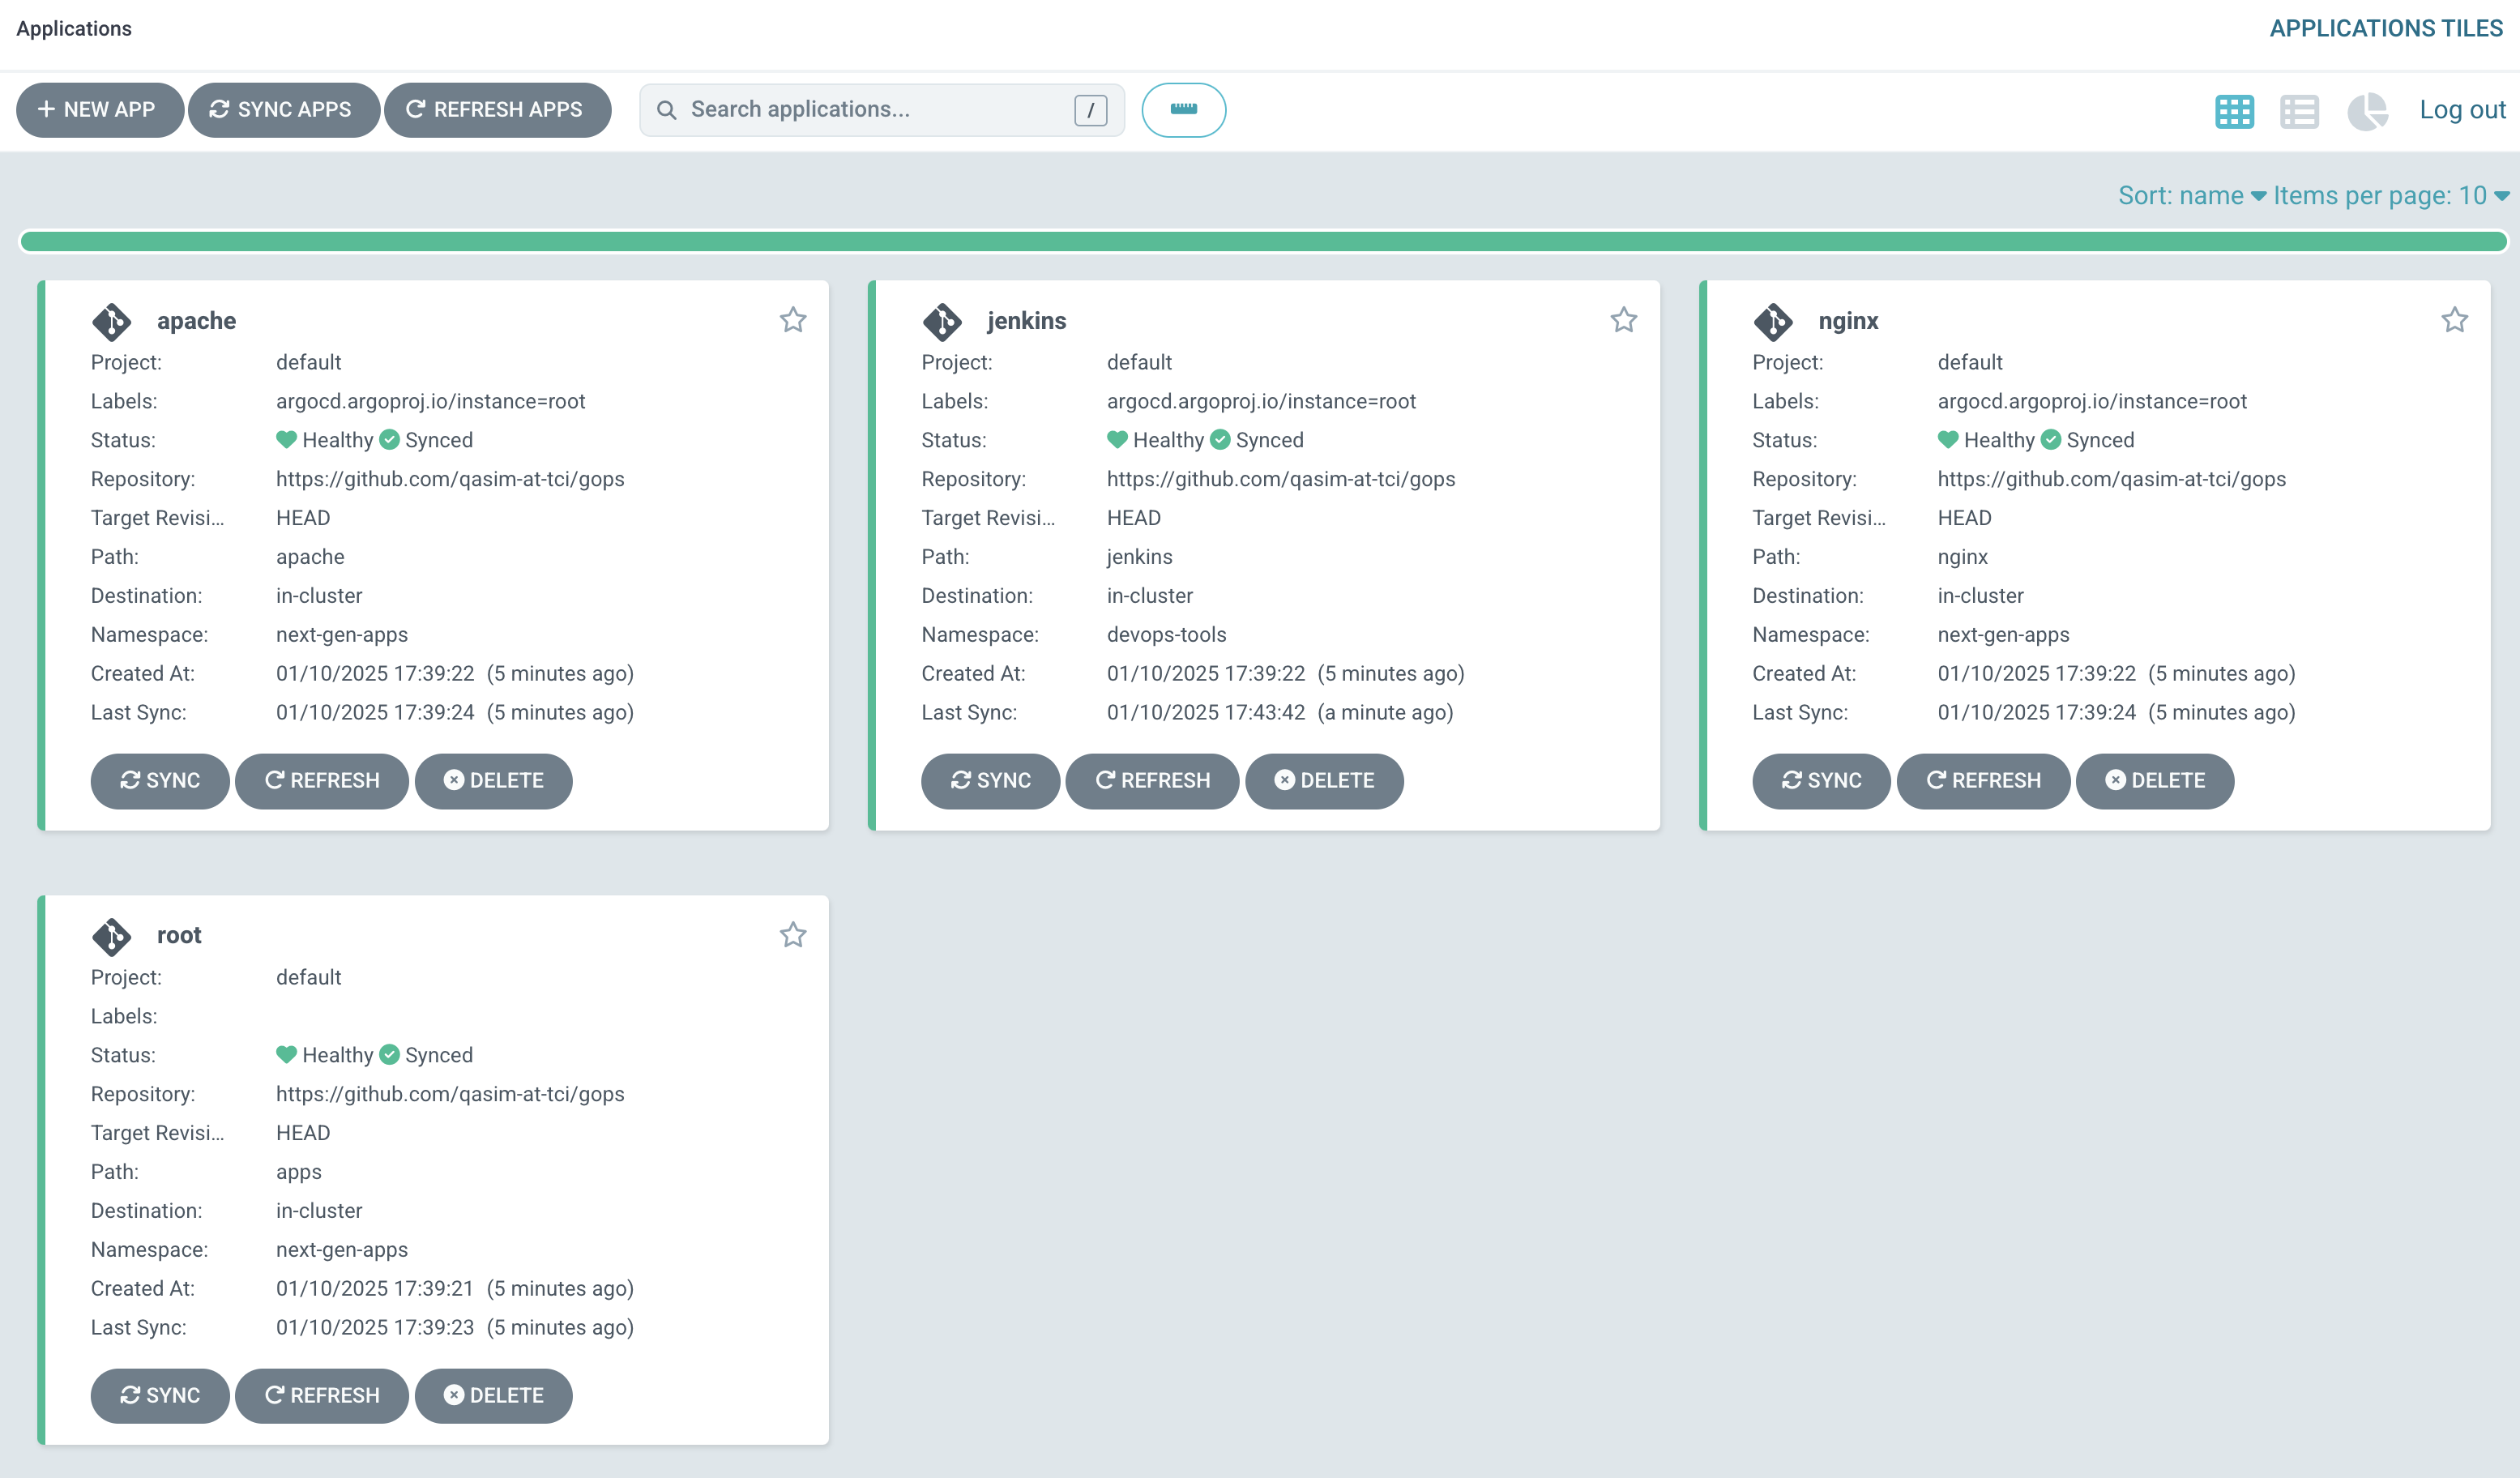 Applications
APPLICATIONS TILES
NEW APP
SYNC APPS
REFRESH APPS
Search applications...
/
Log out
Sort: name
Items per page: 10
apache
Project: default
Labels: argocd.argoproj.io/instance=root
Status: Healthy Synced
Repository: https://github.com/qasim-at-tci/gops
Target Revisi... HEAD
Path: apache
Destination: in-cluster
Namespace: next-gen-apps
Created At: 01/10/2025 17:39:22 (5 minutes ago)
Last Sync: 01/10/2025 17:39:24 (5 minutes ago)
SYNC REFRESH DELETE
jenkins
Project: default
Labels: argocd.argoproj.io/instance=root
Status: Healthy Synced
Repository: https://github.com/qasim-at-tci/gops
Target Revisi... HEAD
Path: jenkins
Destination: in-cluster
Namespace: devops-tools
Created At: 01/10/2025 17:39:22 (5 minutes ago)
Last Sync: 01/10/2025 17:43:42 (a minute ago)
SYNC REFRESH DELETE
nginx
Project: default
Labels: argocd.argoproj.io/instance=root
Status: Healthy Synced
Repository: https://github.com/qasim-at-tci/gops
Target Revisi... HEAD
Path: nginx
Destination: in-cluster
Namespace: next-gen-apps
Created At: 01/10/2025 17:39:22 (5 minutes ago)
Last Sync: 01/10/2025 17:39:24 (5 minutes ago)
SYNC REFRESH DELETE
root
Project: default
Labels:
Status: Healthy Synced
Repository: https://github.com/qasim-at-tci/gops
Target Revisi... HEAD
Path: apps
Destination: in-cluster
Namespace: next-gen-apps
Created At: 01/10/2025 17:39:21 (5 minutes ago)
Last Sync: 01/10/2025 17:39:23 (5 minutes ago)
SYNC REFRESH DELETE